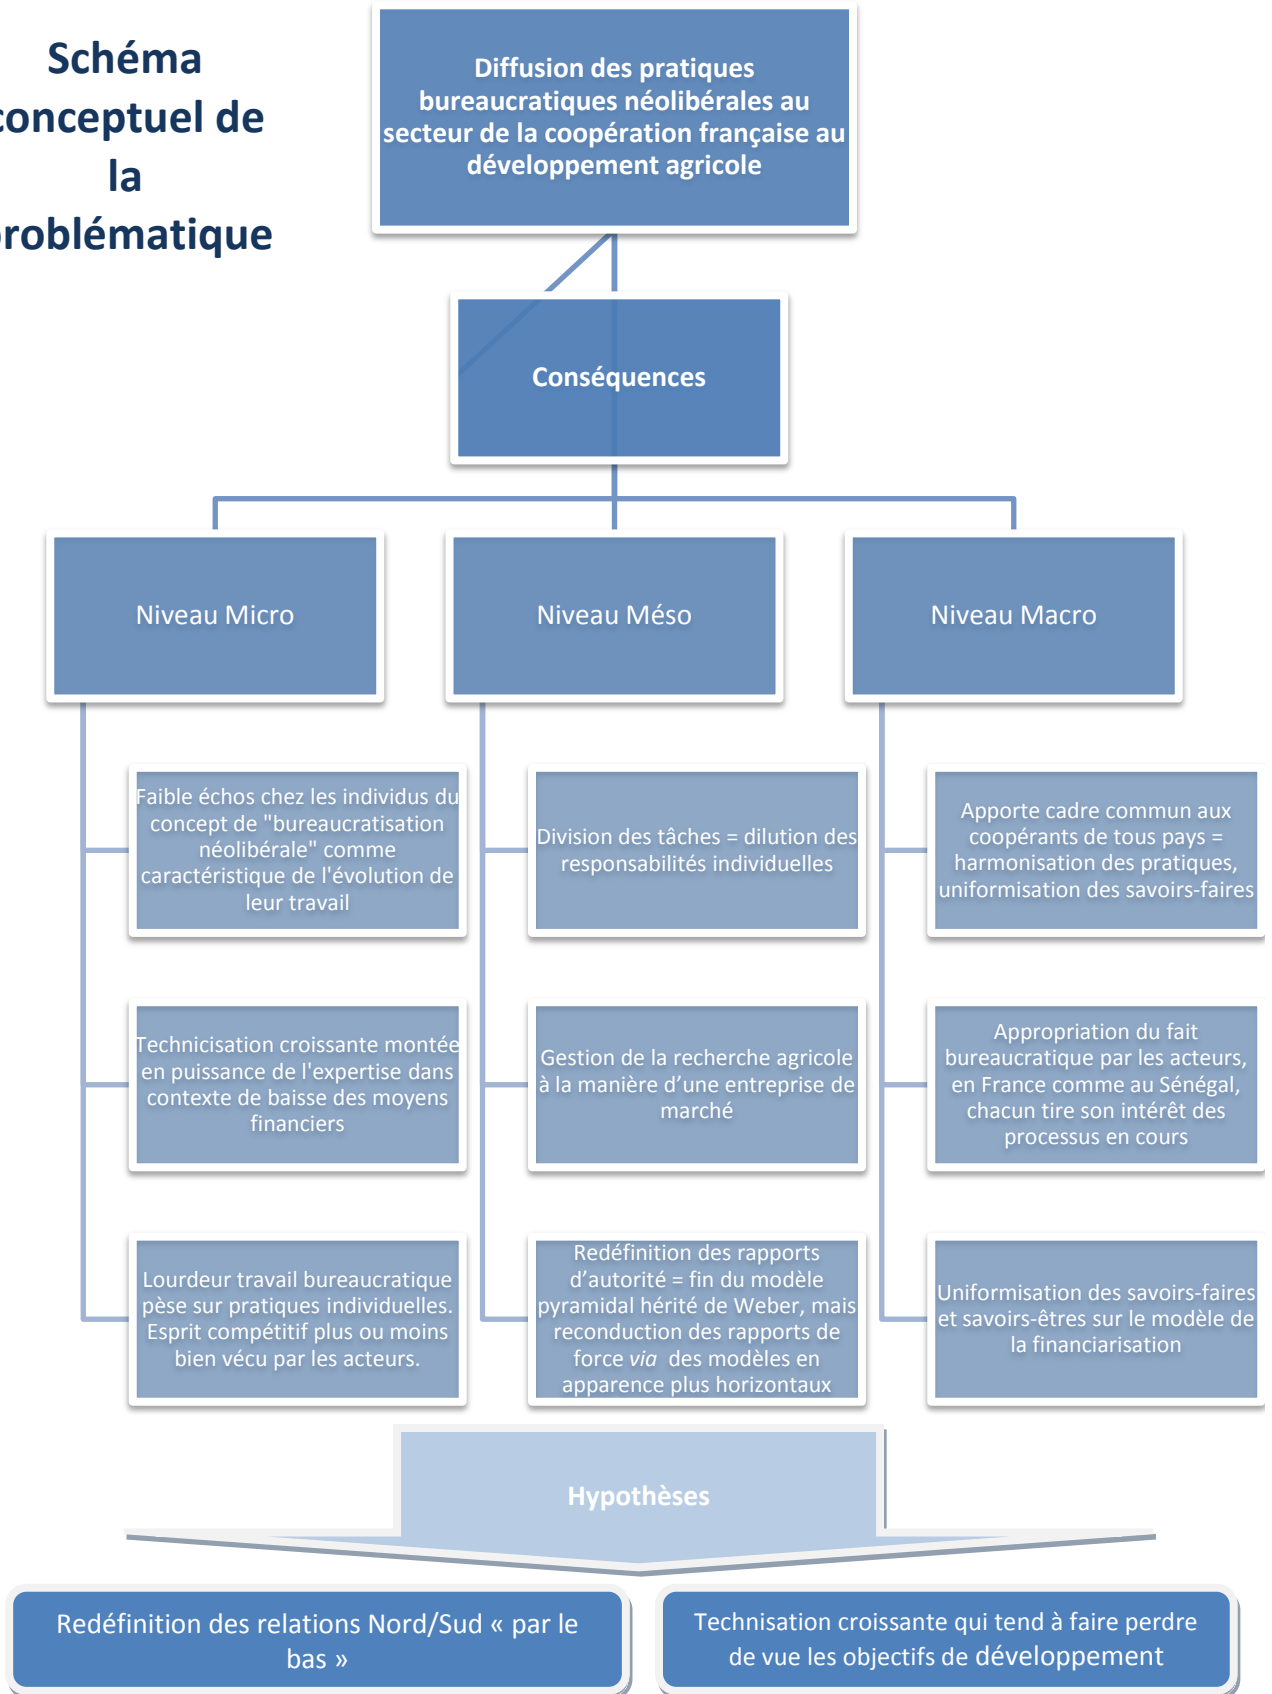 Schéma
conceptuel de
la
problématique
Diffusion des pratiques
bureaucratiques néolibérales au
secteur de la coopération française au
développement agricole
Conséquences
Niveau Micro
Faible échos chez les individus du
concept de "bureaucratisation
néolibérale" comme
caractéristique de l'évolution de
leur travail
Technicisation croissante montée
en puissance de l'expertise dans
contexte de baisse des moyens
financiers
Lourdeur travail bureaucratique
pèse sur pratiques individuelles.
Esprit compétitif plus ou moins
bien vécu par les acteurs.
Niveau Méso
Division des tâches = dilution des
responsabilités individuelles
Gestion de la recherche agricole
à la manière d’une entreprise de
marché
Redéfinition des rapports
d’autorité = fin du modèle
pyramidal hérité de Weber, mais
reconduction des rapports de
force via des modèles en
apparence plus horizontaux
Niveau Macro
Apporte cadre commun aux
coopérants de tous pays =
harmonisation des pratiques,
uniformisation des savoirs-faires
Appropriation du fait
bureaucratique par les acteurs,
en France comme au Sénégal,
chacun tire son intérêt des
processus en cours
Uniformisation des savoirs-faires
et savoirs-êtres sur le modèle de
la financiarisation
Hypothèses
Redéfinition des relations Nord/Sud « par le
bas »
Technisation croissante qui tend à faire perdre
de vue les objectifs de développement